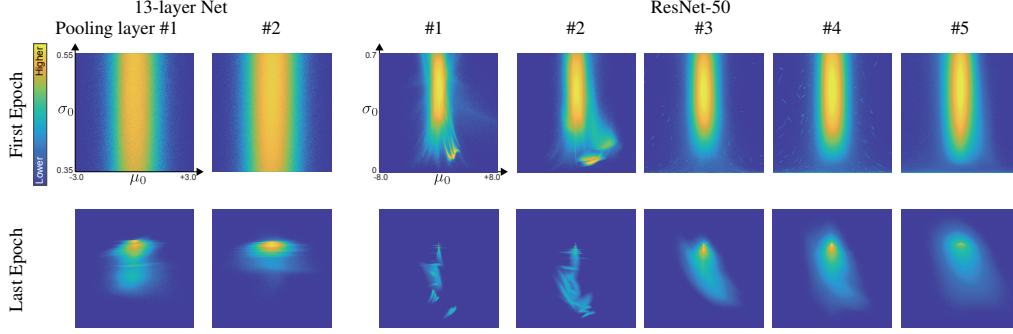 13-layer Net
ResNet-50
Pooling layer #1
#2
#1
#2
#3
#4
#5
First Epoch
Higher
Lower
0.55
σ0
0.35
-3.0
μ0
+3.0
0.7
σ0
0
-8.0
μ0
+8.0
Last Epoch